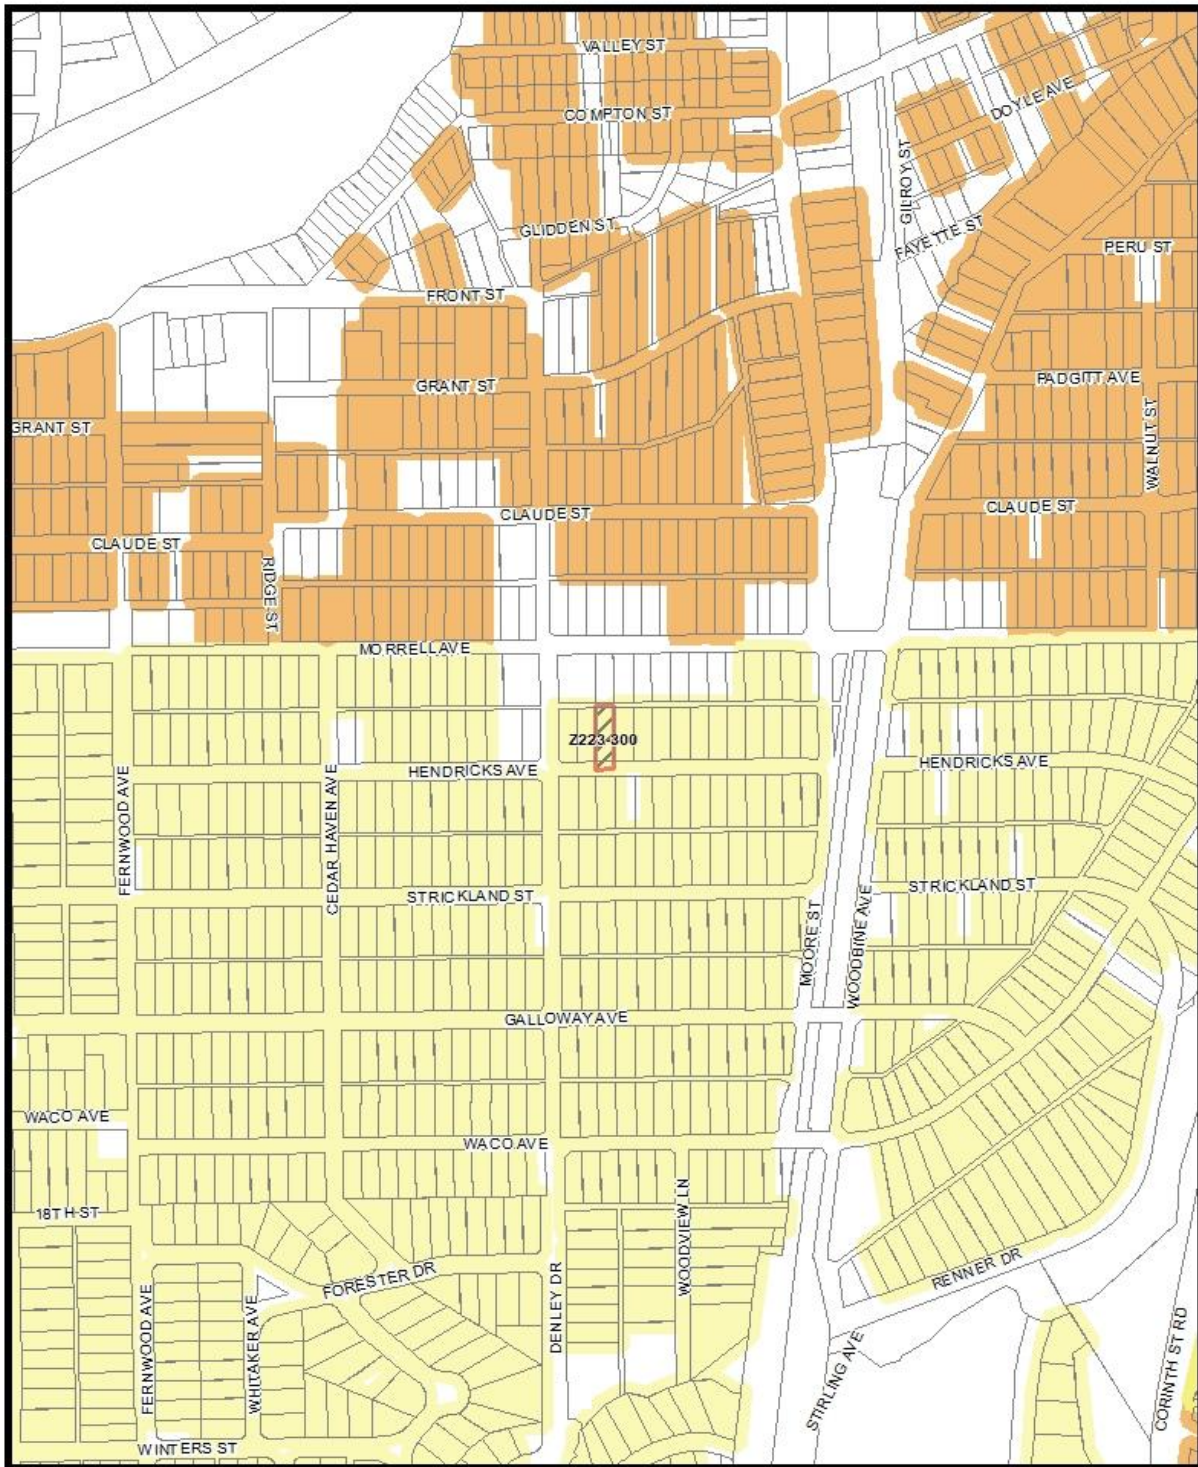 VALLEY ST
COMPTON ST
DOYLE AVE
GILROY ST
GLIDDEN ST
FAYETTE ST
PERU ST
FRONT ST
GRANT ST
PADGITT AVE
GRANT ST
WALNUT ST
CLAUDE ST
CLAUDE ST
CLAUDE ST
RIDGE ST
MORRELL AVE
Z223-300
HENDRICKS AVE
HENDRICKS AVE
FERNWOOD AVE
CEDAR HAVEN AVE
STRICKLAND ST
STRICKLAND ST
MOORE ST
WOODBINE AVE
GALLOWAY AVE
WACO AVE
WACO AVE
18TH ST
WOODVIEW LN
FORESTER DR
RENNER DR
DENLEY DR
FERNWOOD AVE
WHITAKER AVE
STIRLING AVE
CORINTH ST RD
WINTERS ST